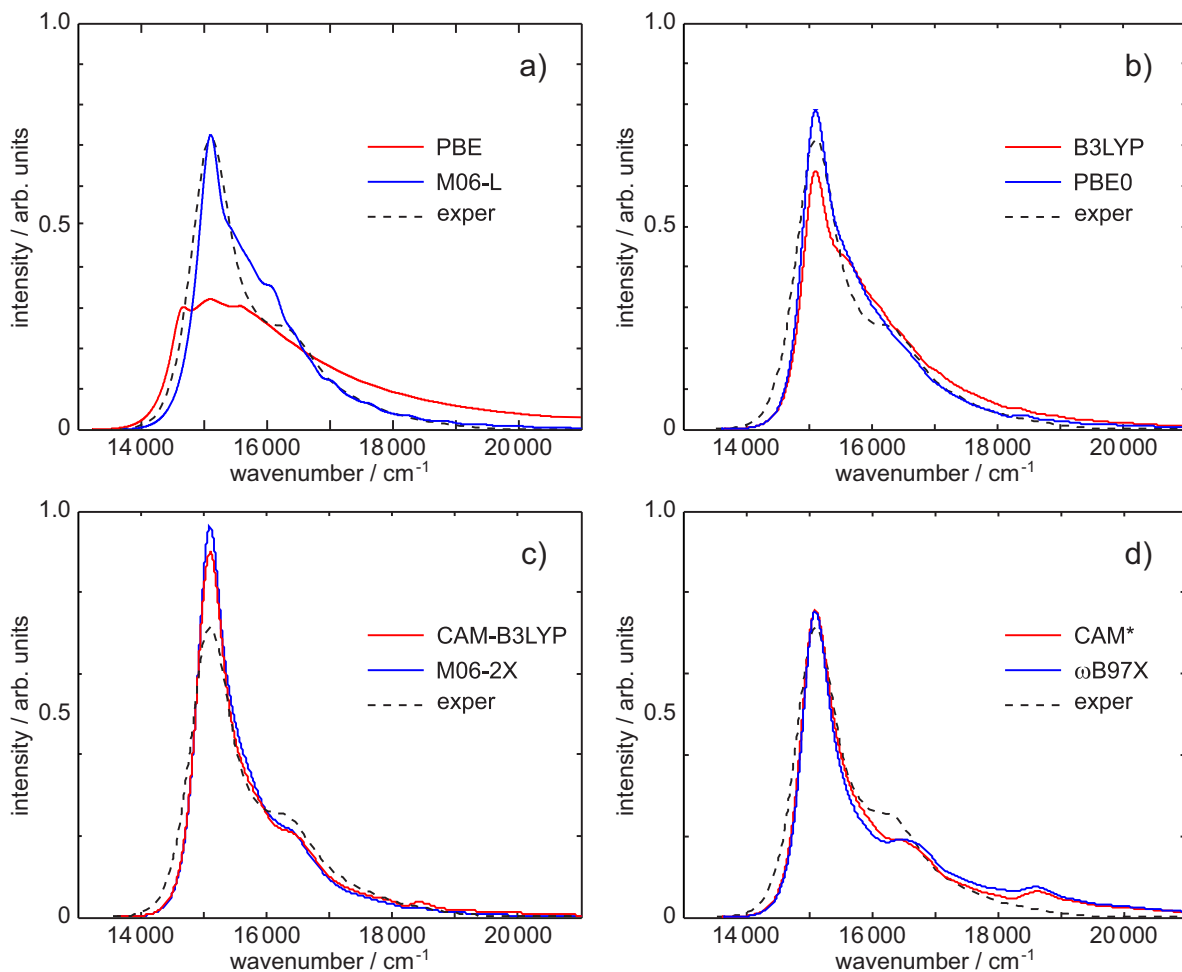 1.0
a)
PBE
M06-L
exper
0.5
0
intensity / arb. units
14 000 16 000 18 000 20 000
wavenumber / cm⁻¹
1.0
b)
B3LYP
PBE0
exper
0.5
0
intensity / arb. units
14 000 16 000 18 000 20 000
wavenumber / cm⁻¹
1.0
c)
CAM-B3LYP
M06-2X
exper
0.5
0
intensity / arb. units
14 000 16 000 18 000 20 000
wavenumber / cm⁻¹
1.0
d)
CAM*
ωB97X
exper
0.5
0
intensity / arb. units
14 000 16 000 18 000 20 000
wavenumber / cm⁻¹